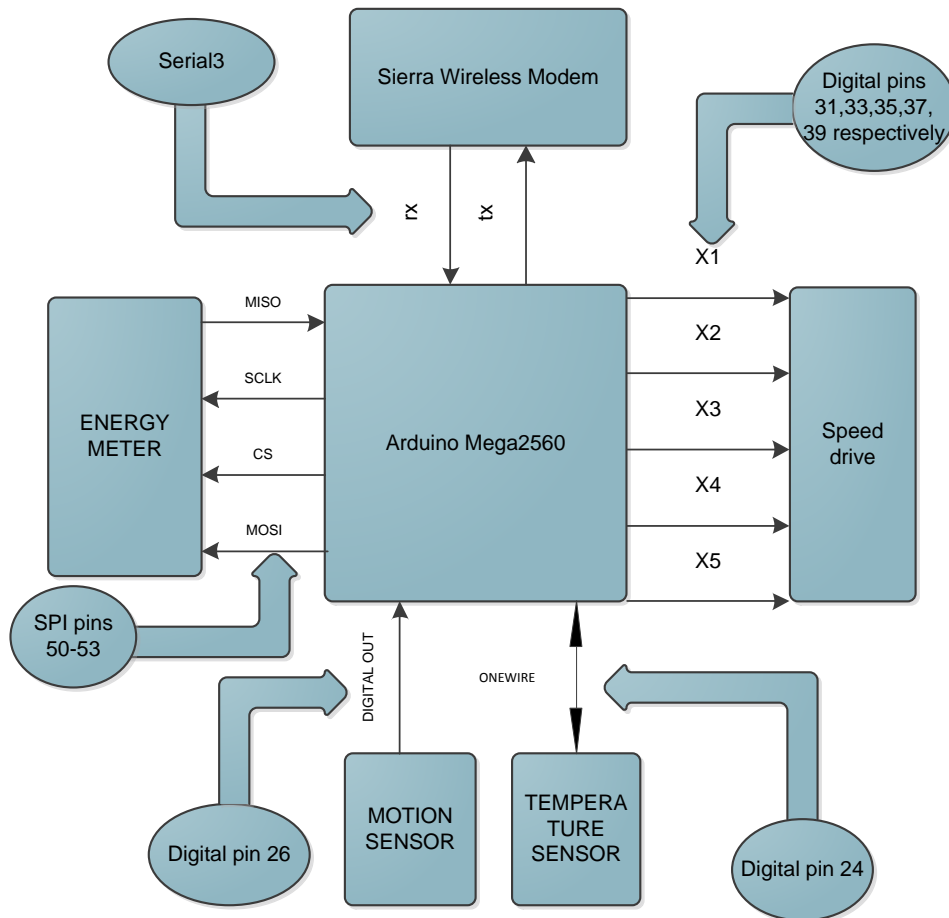 Serial3
Sierra Wireless Modem
Digital pins
31,33,35,37,
39 respectively
rx
tx
X1
MISO
X2
SCLK
X3
ENERGY
METER
Arduino Mega2560
Speed
drive
CS
X4
MOSI
X5
SPI pins
50-53
DIGITAL OUT
ONEWIRE
MOTION
SENSOR
TEMPERA
TURE
SENSOR
Digital pin 26
Digital pin 24